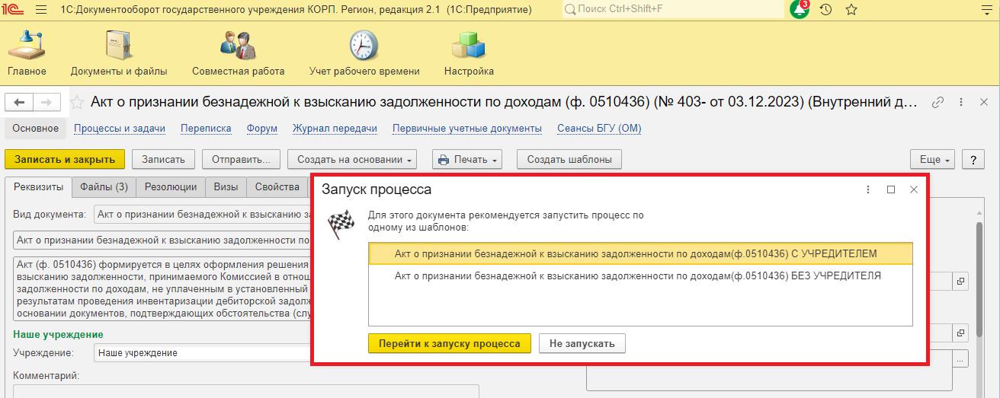 1С:Документооборот государственного учреждения КОРП. Регион, редакция 2.1 (1С:Предприятие)
Поиск Ctrl+Shift+F
3
Главное
Документы и файлы
Совместная работа
Учет рабочего времени
Настройка
Акт о признании безнадежной к взысканию задолженности по доходам (ф. 0510436) (№ 403- от 03.12.2023) (Внутренний д...
Основное
Процессы и задачи
Переписка
Форум
Журнал передачи
Первичные учетные документы
Сеансы БГУ (ОМ)
Записать и закрыть
Записать
Отправить...
Создать на основании
Печать
Создать шаблоны
Еще
?
Реквизиты
Файлы (3)
Резолюции
Визы
Свойства
Вид документа:
Акт о признании безнадежной к взысканию
Акт о признании безнадежной к взысканию задолженности по
Акт (ф. 0510436) формируется в целях оформления решения
взысканию задолженности, принимаемого Комиссией в отнош
задолженности по доходам, не уплаченным в установленный
результатам проведения инвентаризации дебиторской задол
основании документов, подтверждающих обстоятельства (слу
Наше учреждение
Учреждение:
Наше учреждение
Комментарий:
Запуск процесса
Для этого документа рекомендуется запустить процесс по
одному из шаблонов:
Акт о признании безнадежной к взысканию задолженности по доходам(ф.0510436) С УЧРЕДИТЕЛЕМ
Акт о признании безнадежной к взысканию задолженности по доходам(ф.0510436) БЕЗ УЧРЕДИТЕЛЯ
Перейти к запуску процесса
Не запускать
...